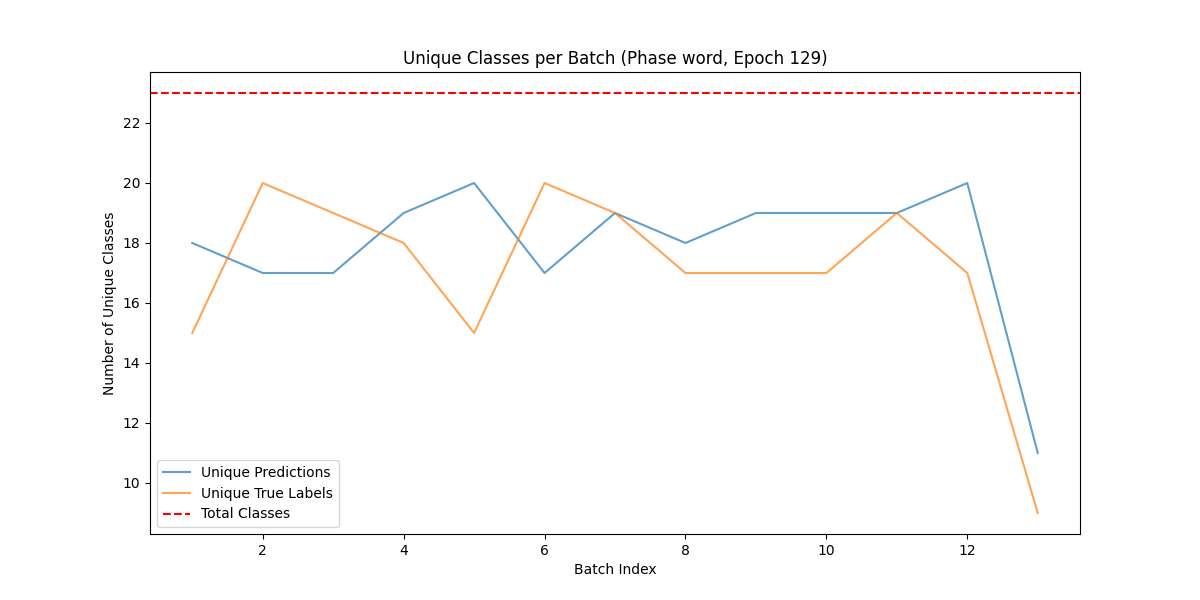 Unique Classes per Batch (Phase word, Epoch 129)
Number of Unique Classes
22
20
18
16
14
12
10
Unique Predictions
Unique True Labels
Total Classes
2
4
6
8
10
12
Batch Index